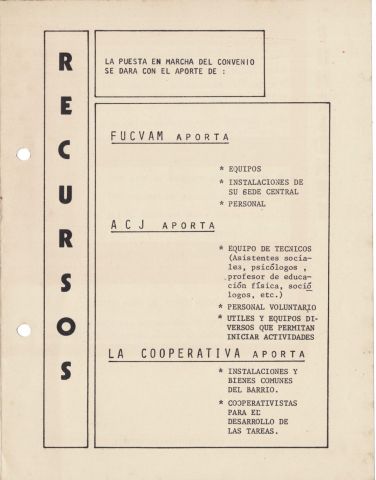 RECURSOS
LA PUESTA EN MARCHA DEL CONVENIO
SE DARA CON EL APORTE DE :
FUCVAM APORTA
* EQUIPOS
* INSTALACIONES DE
SU SEDE CENTRAL
* PERSONAL
ACJ APORTA
* EQUIPO DE TECNICOS
(Asistentes socia-
les, psicólogos ,
profesor de educa-
ción física, soció
logos, etc.)
* PERSONAL VOLUNTARIO
* UTILES Y EQUIPOS DI-
VERSOS QUE PERMITAN
INICIAR ACTIVIDADES
LA COOPERATIVA APORTA
* INSTALACIONES Y
BIENES COMUNES
DEL BARRIO.
* COOPERATIVISTAS
PARA EL
DESARROLLO DE
LAS TAREAS.